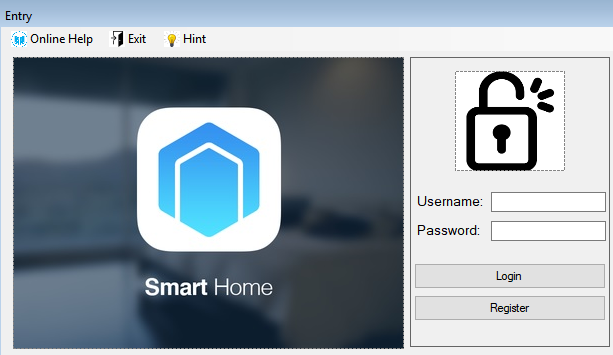 Entry
Online Help Exit Hint
Smart Home
Username:
Password:
Login
Register